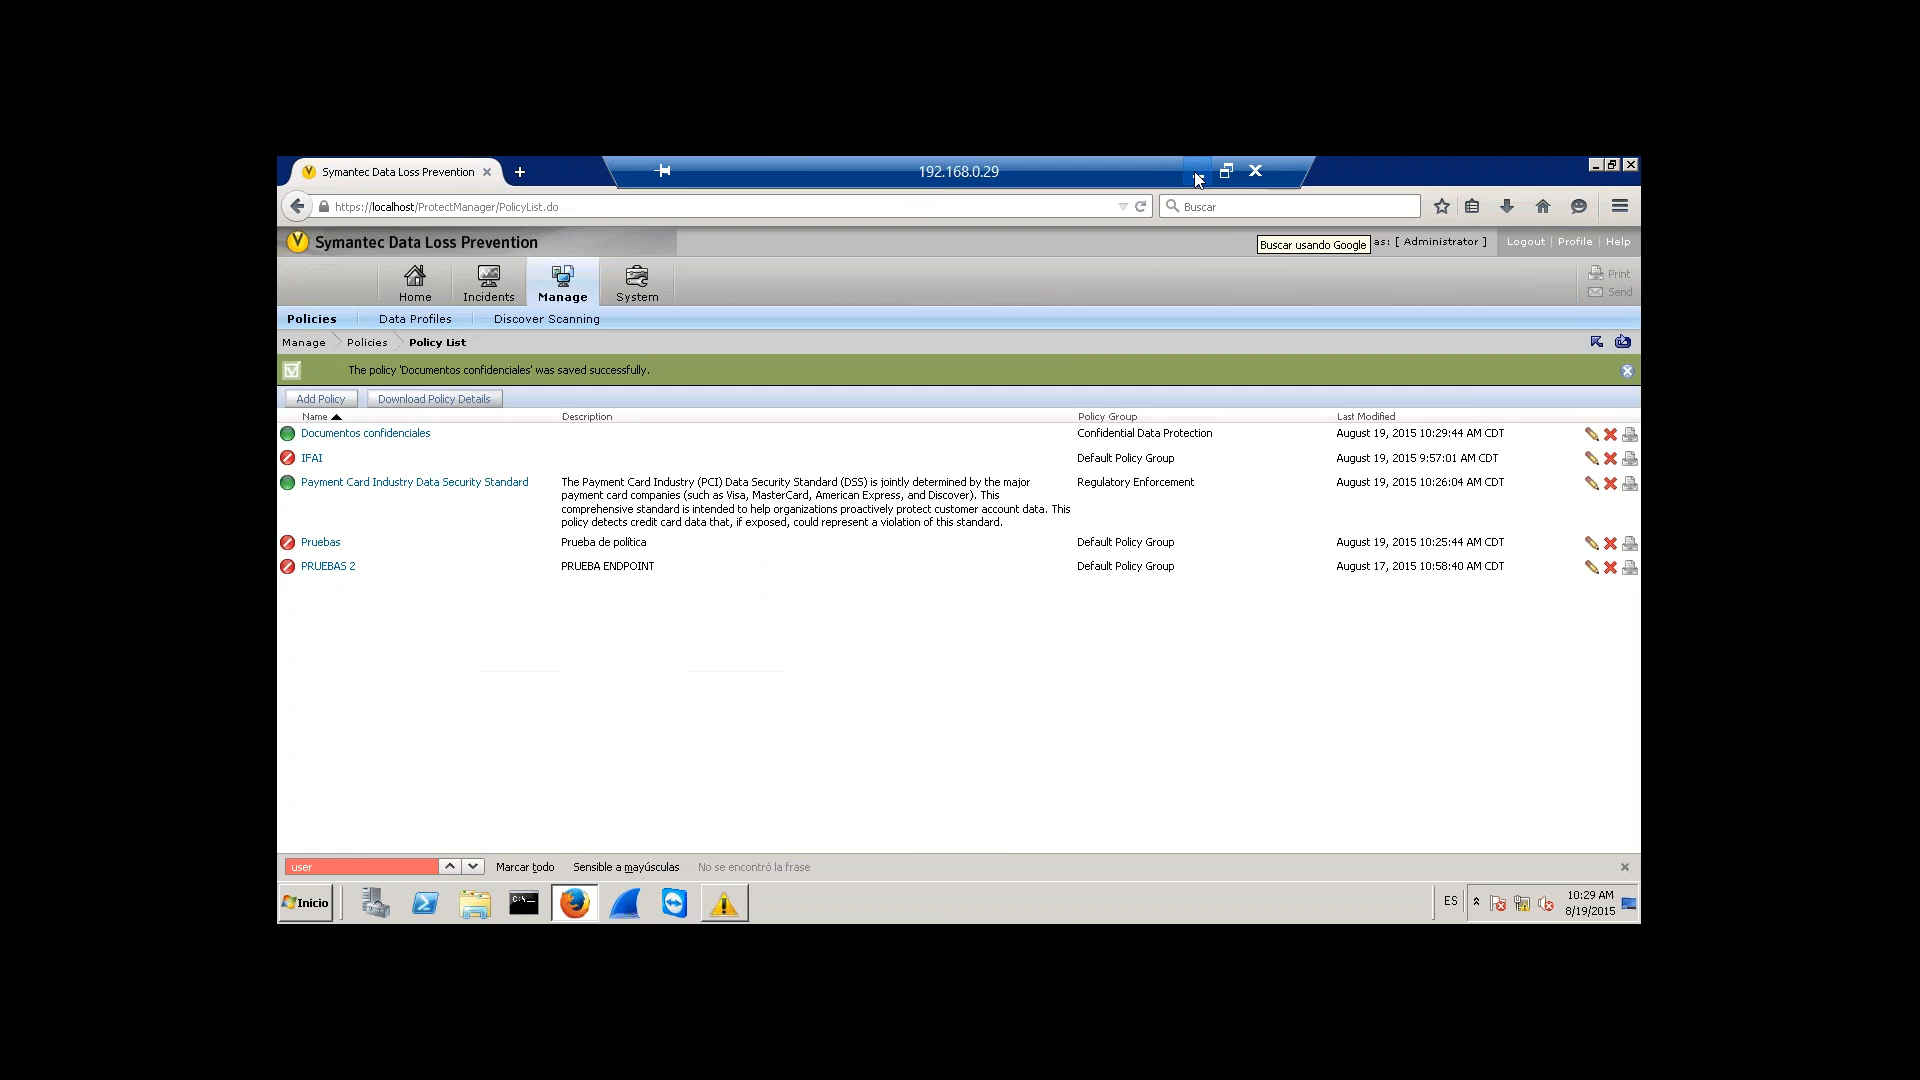 Symantec Data Loss Prevention
192.168.0.29
https://localhost/ProtectManager/PolicyList.do
Buscar
Symantec Data Loss Prevention
Buscar usando Google
as: [ Administrator ]
Logout | Profile | Help
Home
Incidents
Manage
System
Print
Send
Policies
Data Profiles
Discover Scanning
Manage
Policies
Policy List
The policy 'Documentos confidenciales' was saved successfully.
Add Policy
Download Policy Details
Name
Description
Policy Group
Last Modified
Documentos confidenciales
Confidential Data Protection
August 19, 2015 10:29:44 AM CDT
IFAI
Default Policy Group
August 19, 2015 9:57:01 AM CDT
Payment Card Industry Data Security Standard
The Payment Card Industry (PCI) Data Security Standard (DSS) is jointly determined by the major
payment card companies (such as Visa, MasterCard, American Express, and Discover). This
comprehensive standard is intended to help organizations proactively protect customer account data. This
policy detects credit card data that, if exposed, could represent a violation of this standard.
Regulatory Enforcement
August 19, 2015 10:26:04 AM CDT
Pruebas
Prueba de política
Default Policy Group
August 19, 2015 10:25:44 AM CDT
PRUEBAS 2
PRUEBA ENDPOINT
Default Policy Group
August 17, 2015 10:58:40 AM CDT
user
Marcar todo
Sensible a mayúsculas
No se encontró la frase
Inicio
C:\
ES
10:29 AM
8/19/2015